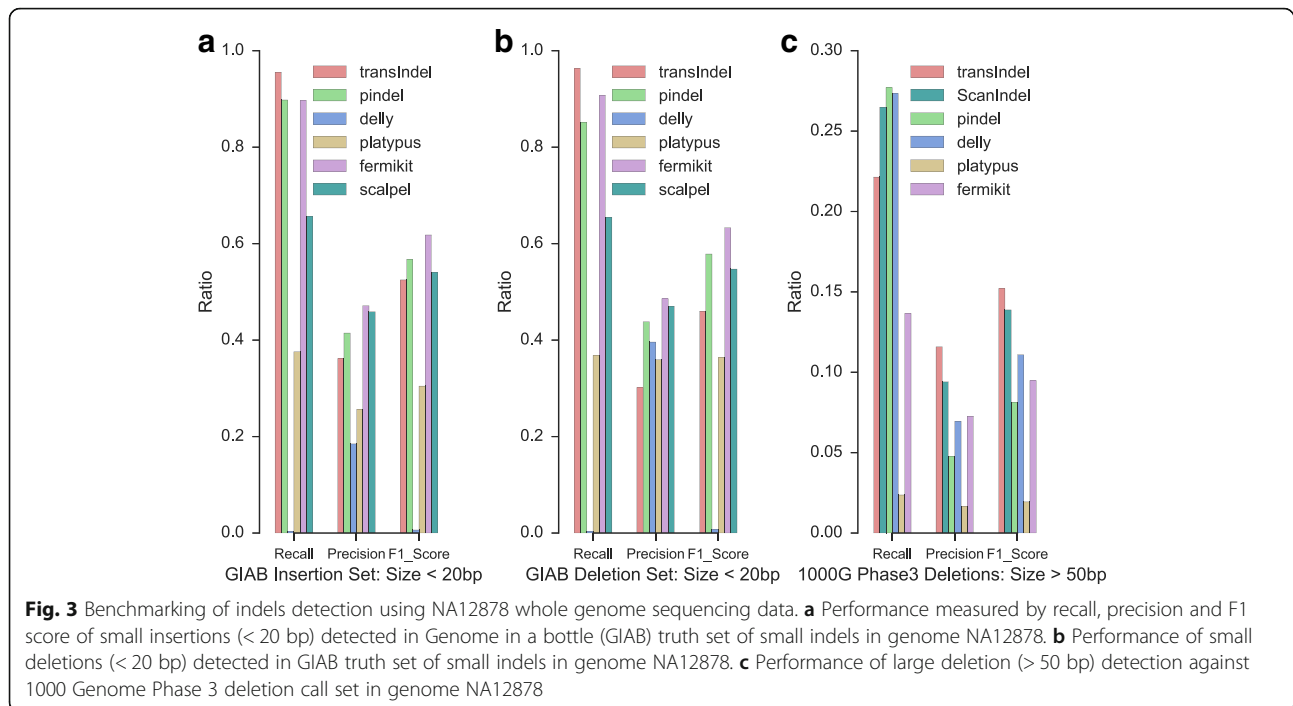 a
1.0
0.8
0.6
0.4
0.2
0.0
Ratio
transIndel
pindel
delly
platypus
fermikit
scalpel
Recall Precision F1_Score
GIAB Insertion Set: Size < 20bp
b
1.0
0.8
0.6
0.4
0.2
0.0
Ratio
transIndel
pindel
delly
platypus
fermikit
scalpel
Recall Precision F1_Score
GIAB Deletion Set: Size < 20bp
c
0.30
0.25
0.20
0.15
0.10
0.05
0.00
Ratio
transIndel
ScanIndel
pindel
delly
platypus
fermikit
Recall Precision F1_Score
1000G Phase3 Deletions: Size > 50bp
Fig. 3 Benchmarking of indels detection using NA12878 whole genome sequencing data. a Performance measured by recall, precision and F1
score of small insertions (< 20 bp) detected in Genome in a bottle (GIAB) truth set of small indels in genome NA12878. b Performance of small
deletions (< 20 bp) detected in GIAB truth set of small indels in genome NA12878. c Performance of large deletion (> 50 bp) detection against
1000 Genome Phase 3 deletion call set in genome NA12878